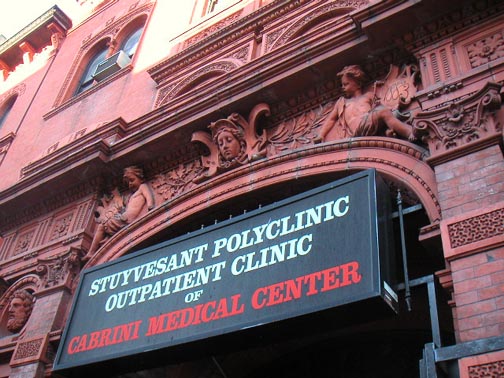 STUYVESANT POLYCLINIC
OUTPATIENT CLINIC
OF
CABRINI MEDICAL CENTER